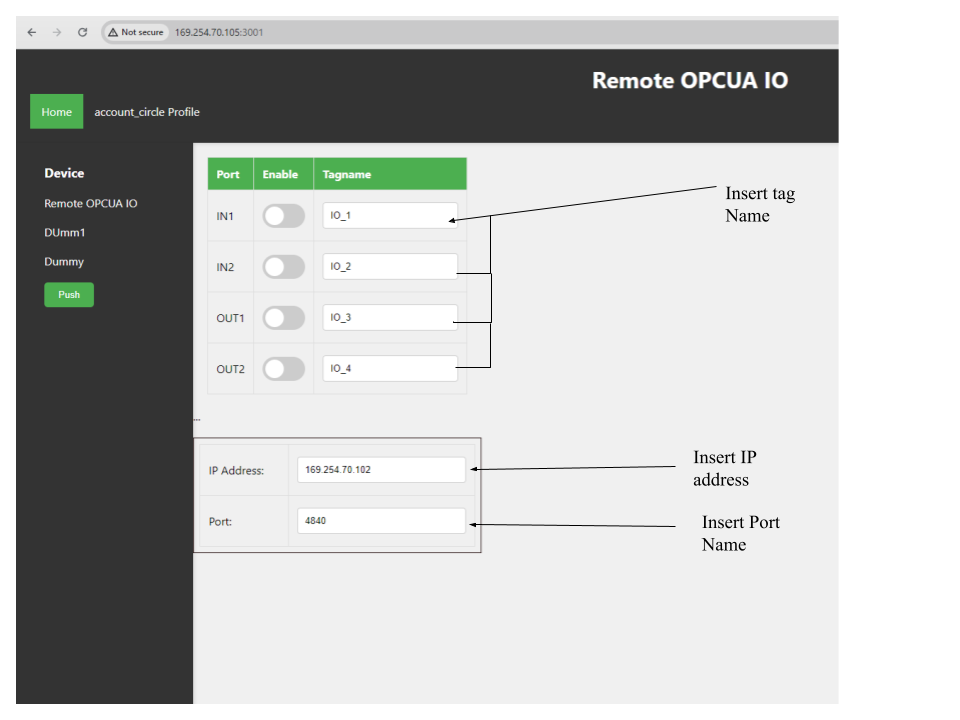 Not secure 169.254.70.105:3001
Remote OPCUA IO
Home account_circle Profile
Device
Remote OPCUA IO
DUmm1
Dummy
Push
Port Enable Tagname
IN1 IO_1
IN2 IO_2
OUT1 IO_3
OUT2 IO_4
...
IP Address: 169.254.70.102
Port: 4840
Insert tag
Name
Insert IP
address
Insert Port
Name